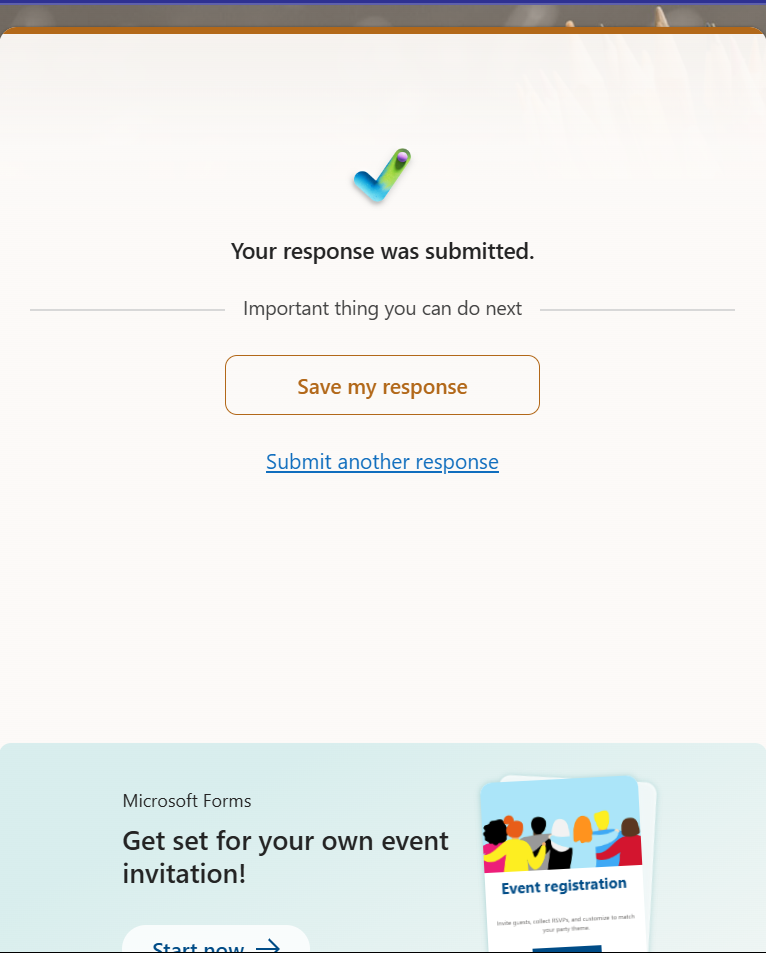 Your response was submitted.
Important thing you can do next
Save my response
Submit another response
Microsoft Forms
Get set for your own event
invitation!
Start now
Event registration
Invite guests, collect RSVPs, and customize to match
your party theme.